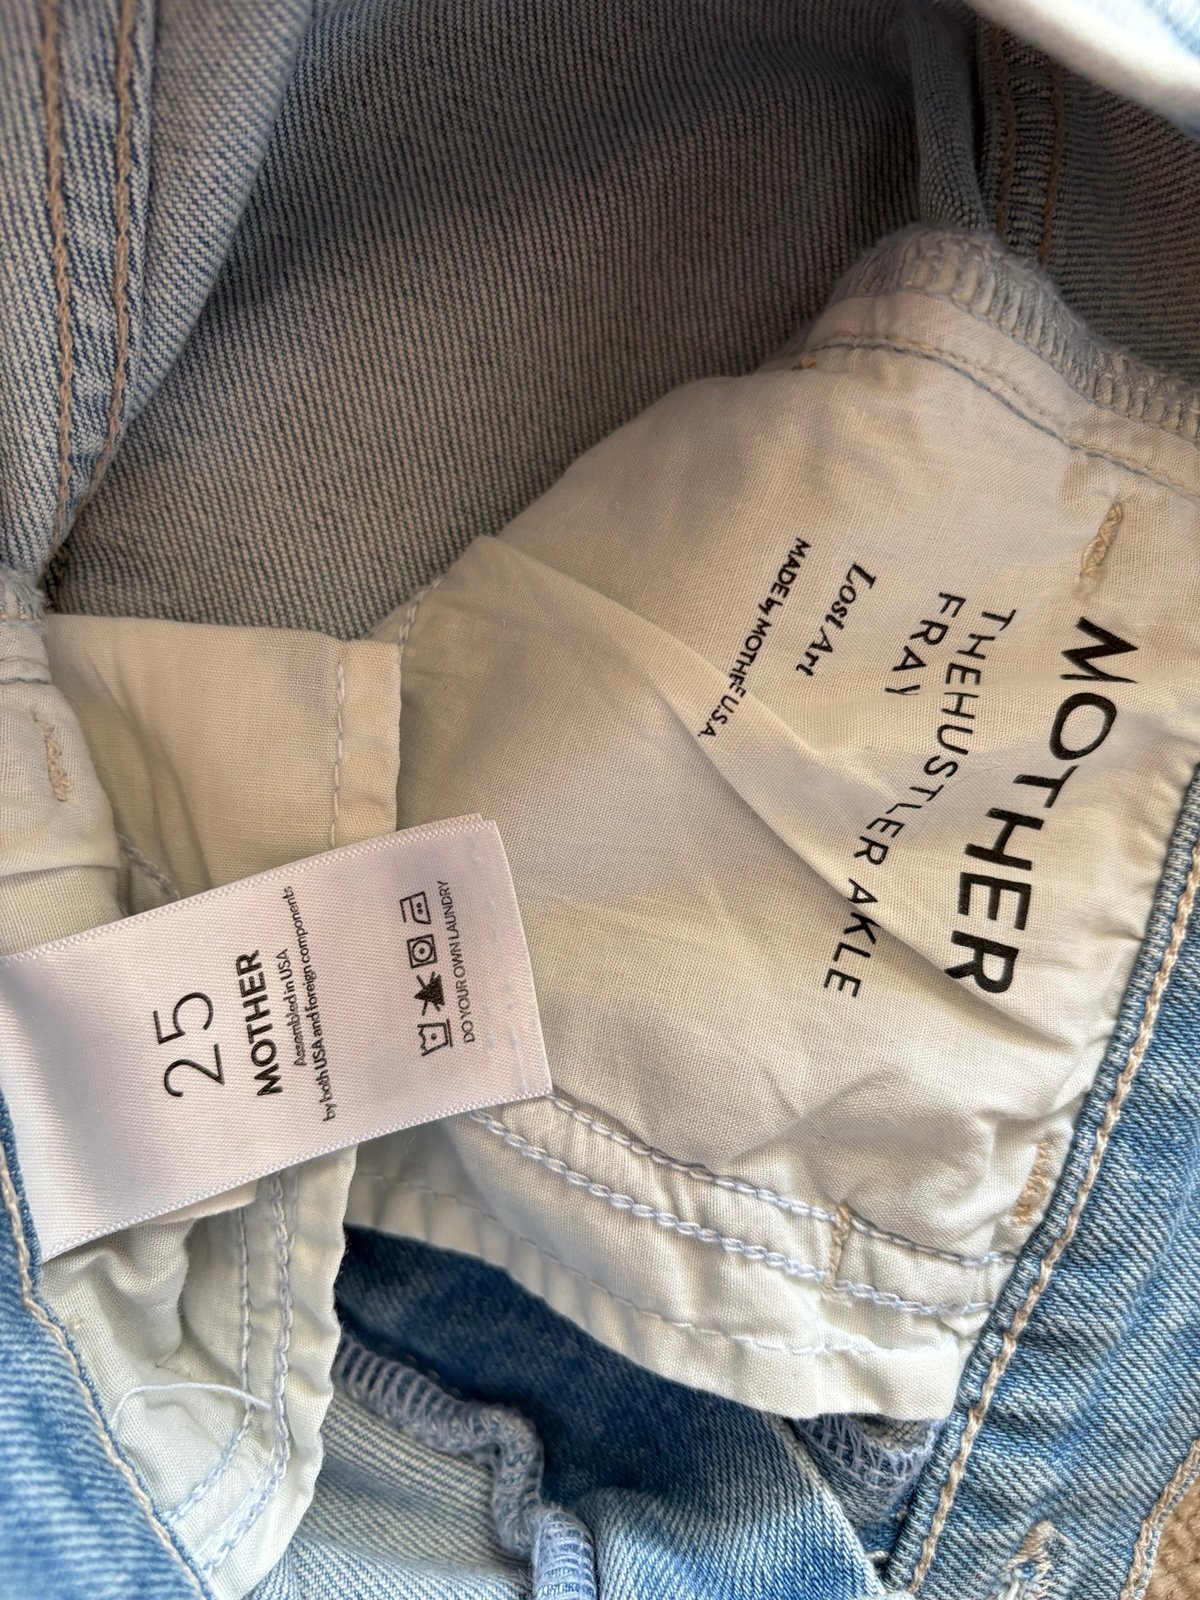 MOTHER
THE HUSTLER AKLE
FRAY
Lost Art
MADE by MOTHER U.S.A.
25
MOTHER
Assembled in USA
by both USA and foreign components
DO YOUR OWN LAUNDRY